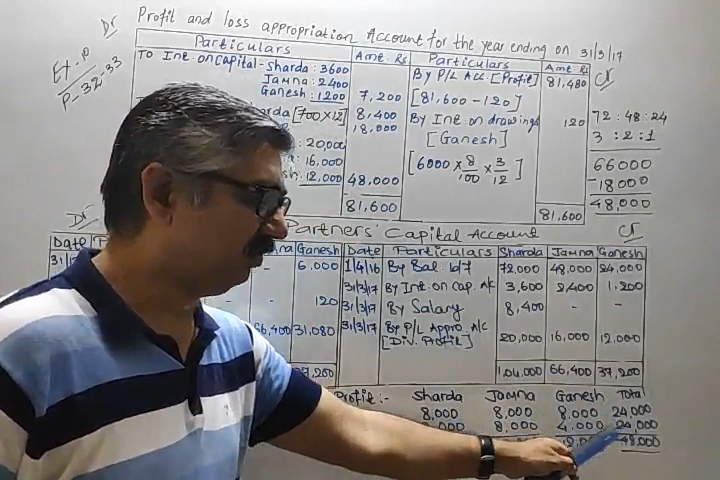 Dr Profit and loss appropriation Account for the year ending on 31/3/17
Ex-10
P-32-33
Particulars Amt. Rs Particulars Amt Rs Cr
To Int. on Capital - Sharda : 3600 By P/L Acc. [Profit] 81,480
Jamna : 2400
Ganesh : 1200 7,200 [81,600 - 120]
[700×12] 8,400 By Int on drawings 120
18,000 [Ganesh]
20,000
16,000 [6000 × 8/100 × 3/12]
12,000 48,000
81,600 81,600
72 : 48 : 24
3 : 2 : 1
66000
-18000
48,000
Dr Partners' Capital Account Cr
Date Ganesh Date Particulars Sharda Jamna Ganesh
6,000 1/4/16 By Bal. b/f 72,000 48,000 24,000
31/3/17 By Int. on Cap. A/c 3,600 2400 1,200
- - 120 31/3/17 By Salary 8,400 - -
66,400 31,080 31/3/17 By P/L Appro. A/c
[Div. Profit] 20,000 16,000 12,000
1,04,000 66,400 37,200
Profit :- Sharda Jamna Ganesh Total
8,000 8,000 8,000 24,000
8,000 4,000 24,000
48,000